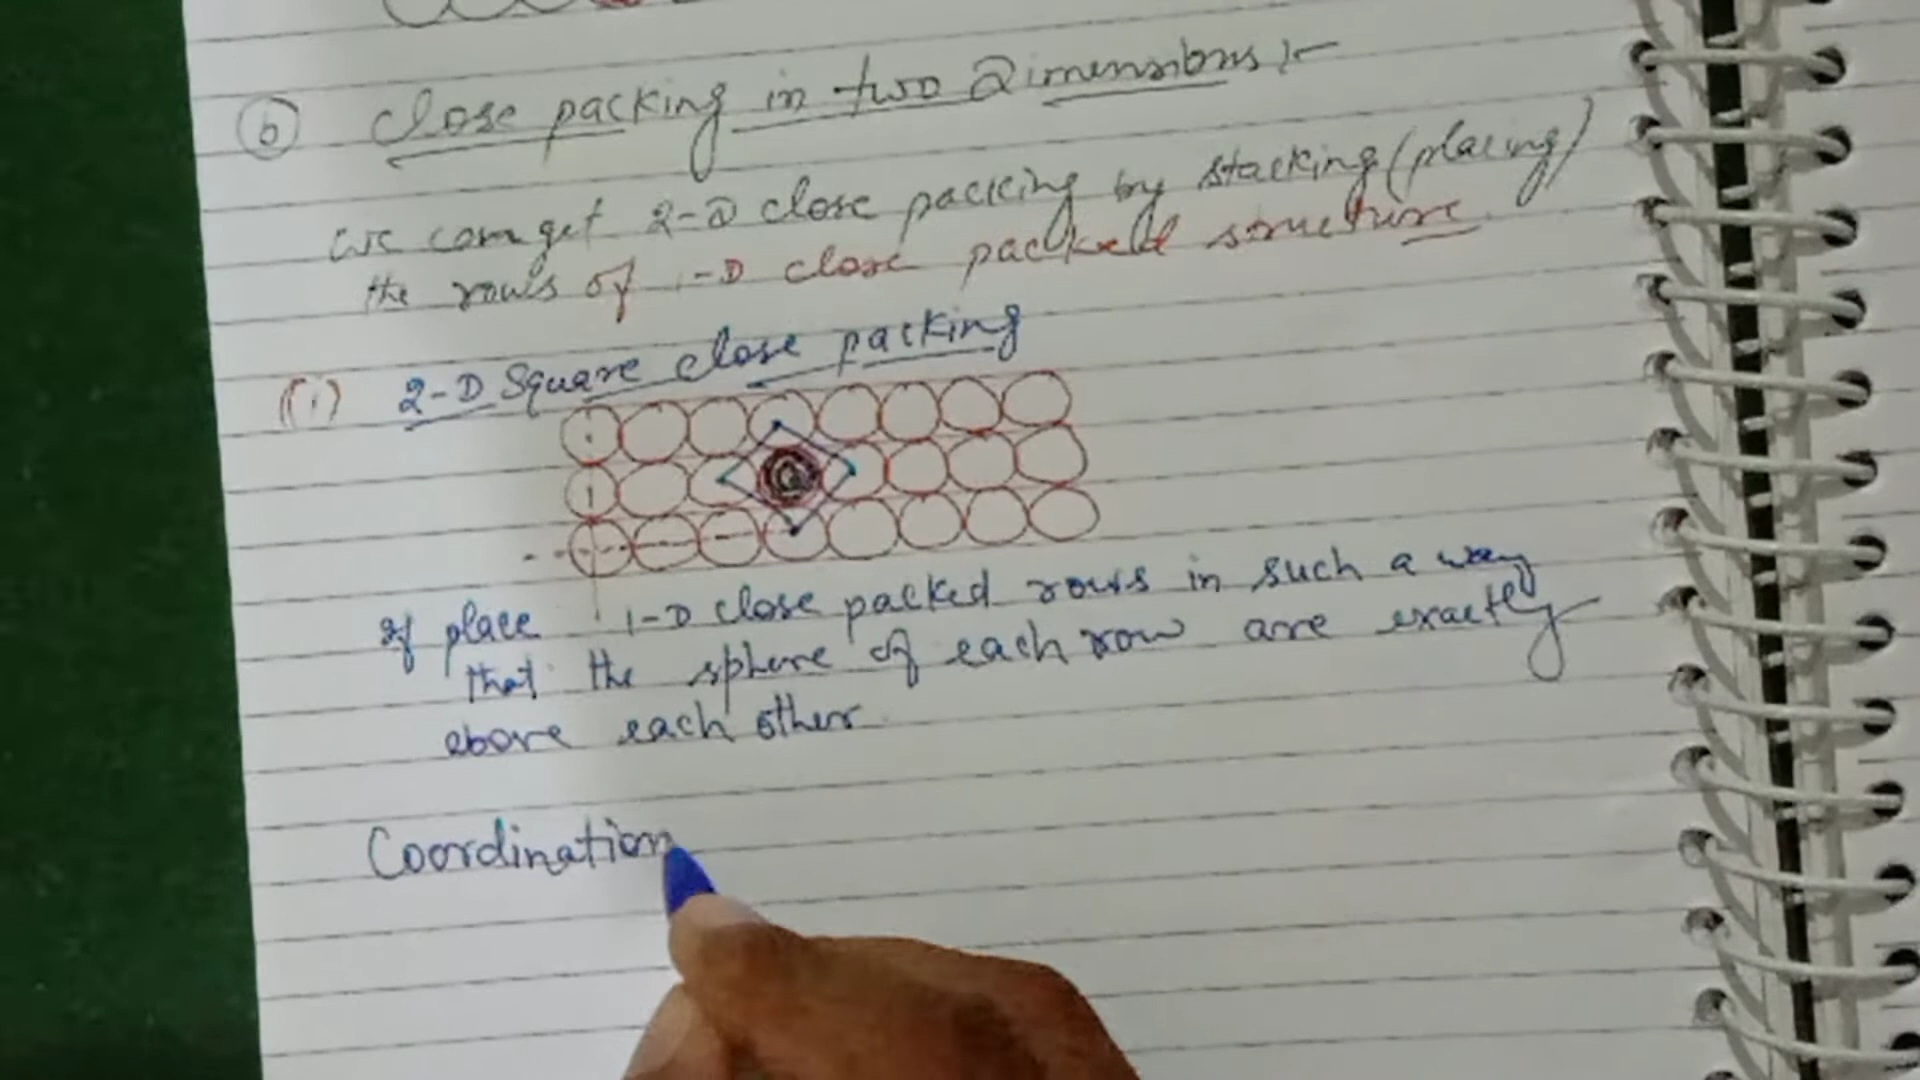 (b) Close packing in two Dimensions :-
we can get 2-D close packing by stacking (placing)
the rows of 1-D close packed structure.
(i) 2-D Square close packing
If place 1-D close packed rows in such a way
that the sphere of each row are exactly
above each other.
Coordination